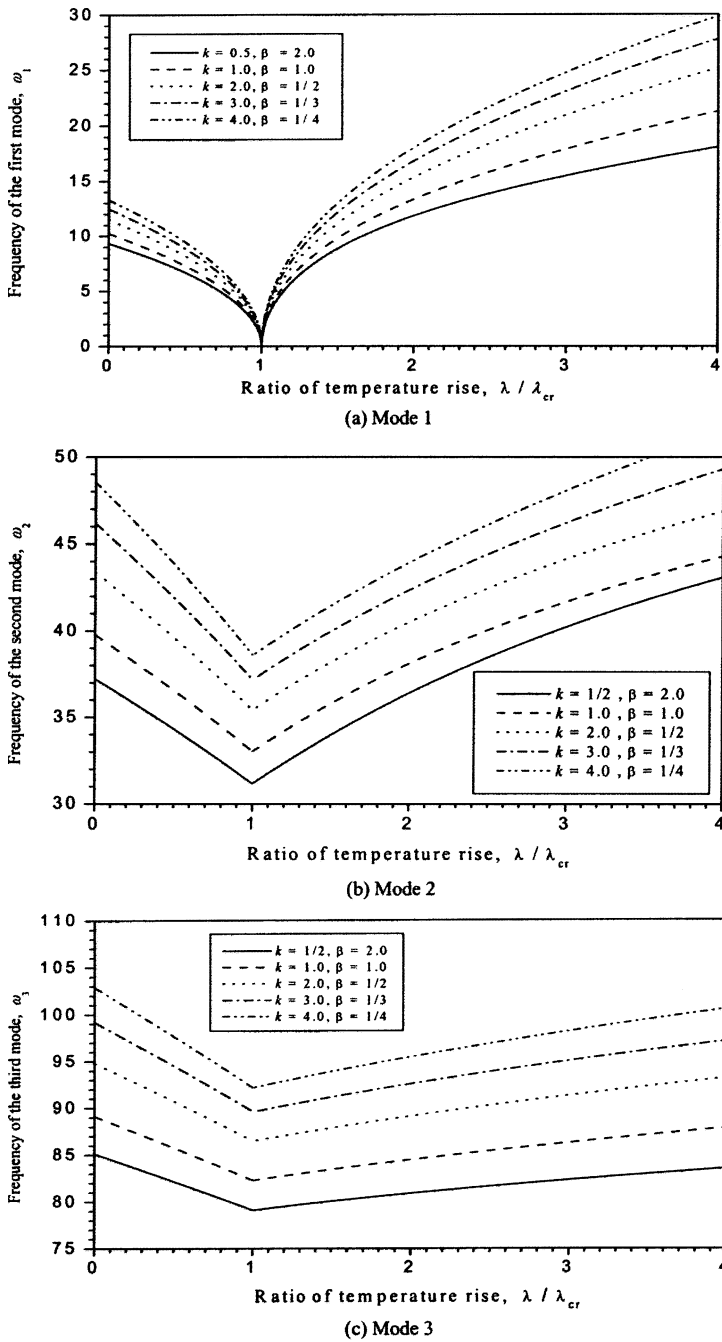 30
25
20
15
10
5
0
Frequency of the first mode, ω₁
k = 0.5, β = 2.0
k = 1.0, β = 1.0
k = 2.0, β = 1/2
k = 3.0, β = 1/3
k = 4.0, β = 1/4
0 1 2 3 4
Ratio of temperature rise, λ / λcr
(a) Mode 1
50
45
40
35
30
Frequency of the second mode, ω₂
k = 1/2 , β = 2.0
k = 1.0 , β = 1.0
k = 2.0 , β = 1/2
k = 3.0 , β = 1/3
k = 4.0 , β = 1/4
0 1 2 3 4
Ratio of temperature rise, λ / λcr
(b) Mode 2
110
105
100
95
90
85
80
75
Frequency of the third mode, ω₃
k = 1/2, β = 2.0
k = 1.0, β = 1.0
k = 2.0, β = 1/2
k = 3.0, β = 1/3
k = 4.0, β = 1/4
0 1 2 3 4
Ratio of temperature rise, λ / λcr
(c) Mode 3